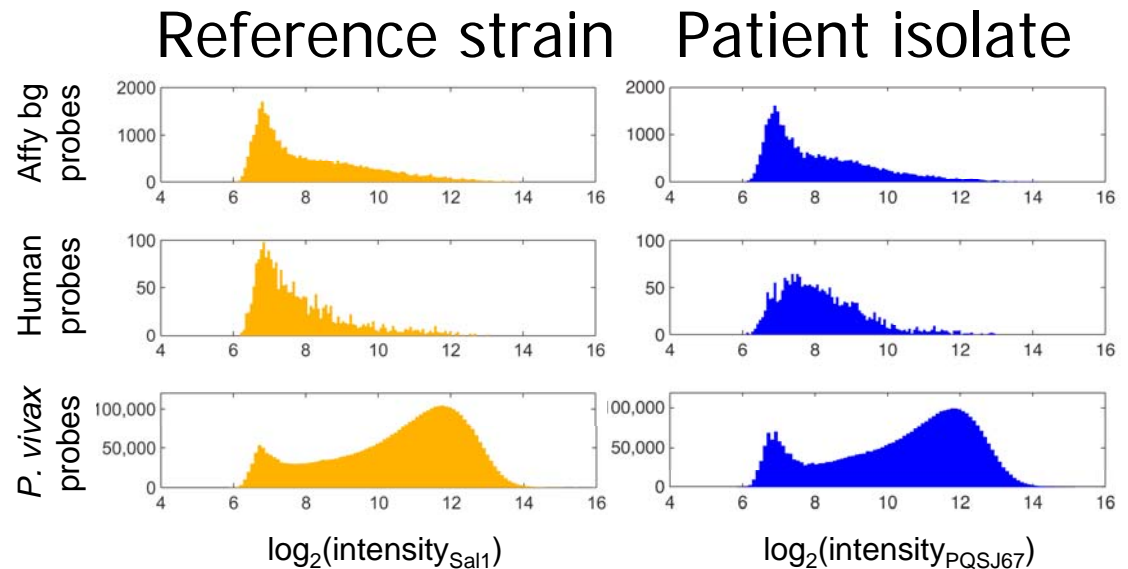 Reference strain Patient isolate
Affy bg
probes
2000
1000
0
4 6 8 10 12 14 16
2000
1000
0
4 6 8 10 12 14 16
Human
probes
100
50
0
4 6 8 10 12 14 16
100
50
0
4 6 8 10 12 14 16
P. vivax
probes
100,000
50,000
0
4 6 8 10 12 14 16
100,000
50,000
0
4 6 8 10 12 14 16
log2(intensitySal1) log2(intensityPQSJ67)